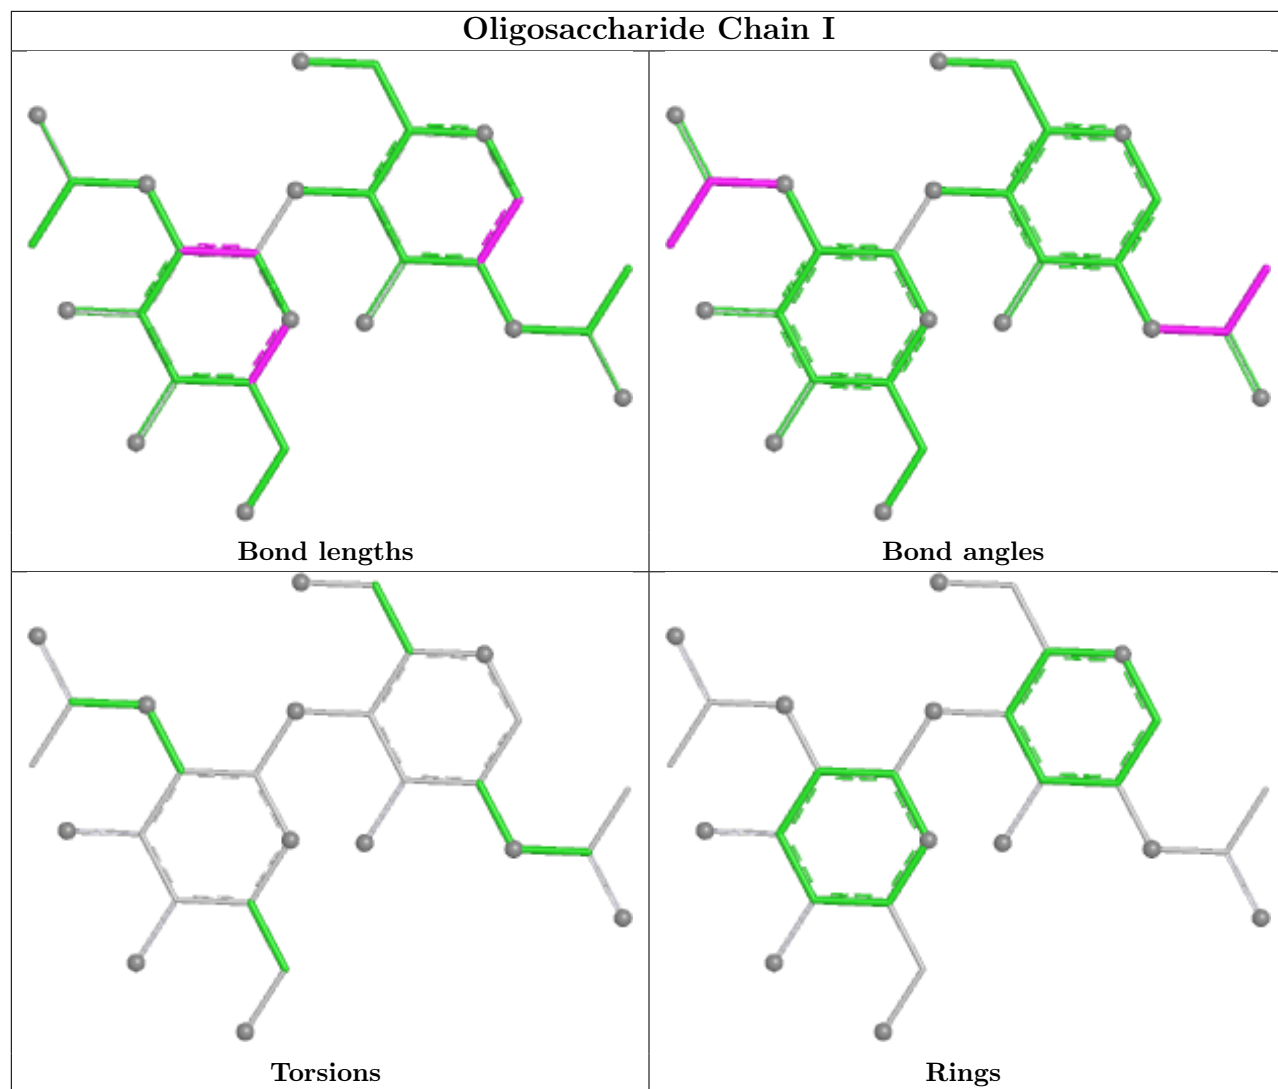 Oligosaccharide Chain I
Bond lengths
Bond angles
Torsions
Rings